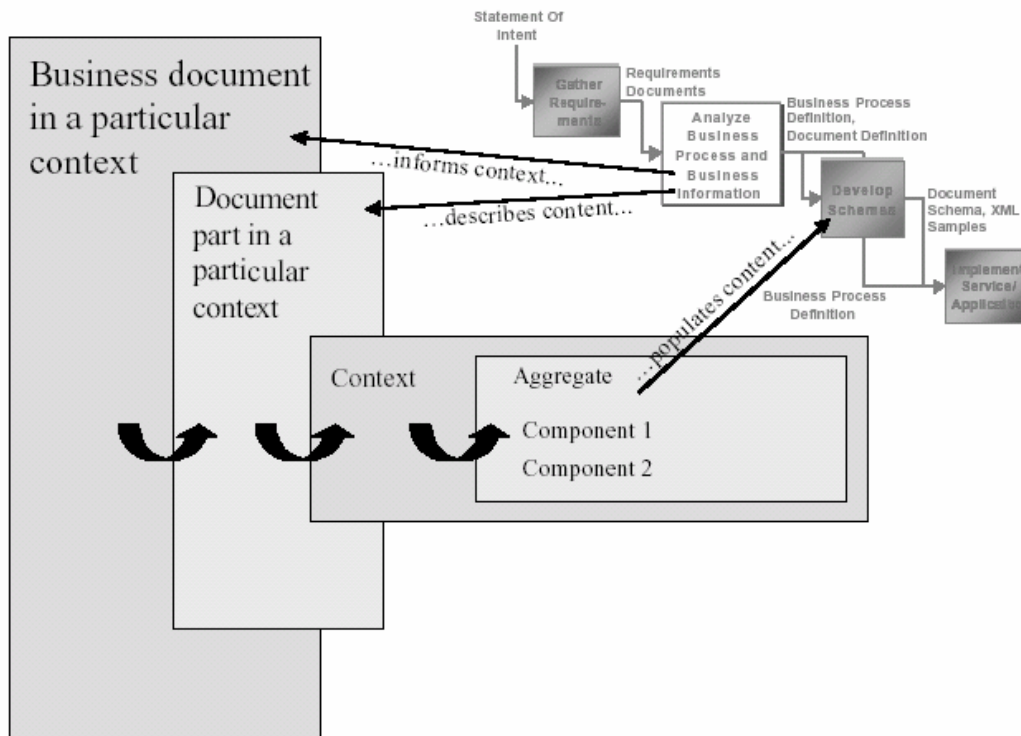 Statement Of
Intent
Business document
in a particular
context
Gather
Require-
ments
Requirements
Documents
Analyze
Business
Process and
Business
Information
Business Process
Definition,
Document Definition
...informs context...
...describes content...
Develop
Schemas
Document
Schema, XML
Samples
Document
part in a
particular
context
...populates content...
Business Process
Definition
Implement
Service/
Application
Context
Aggregate
Component 1
Component 2